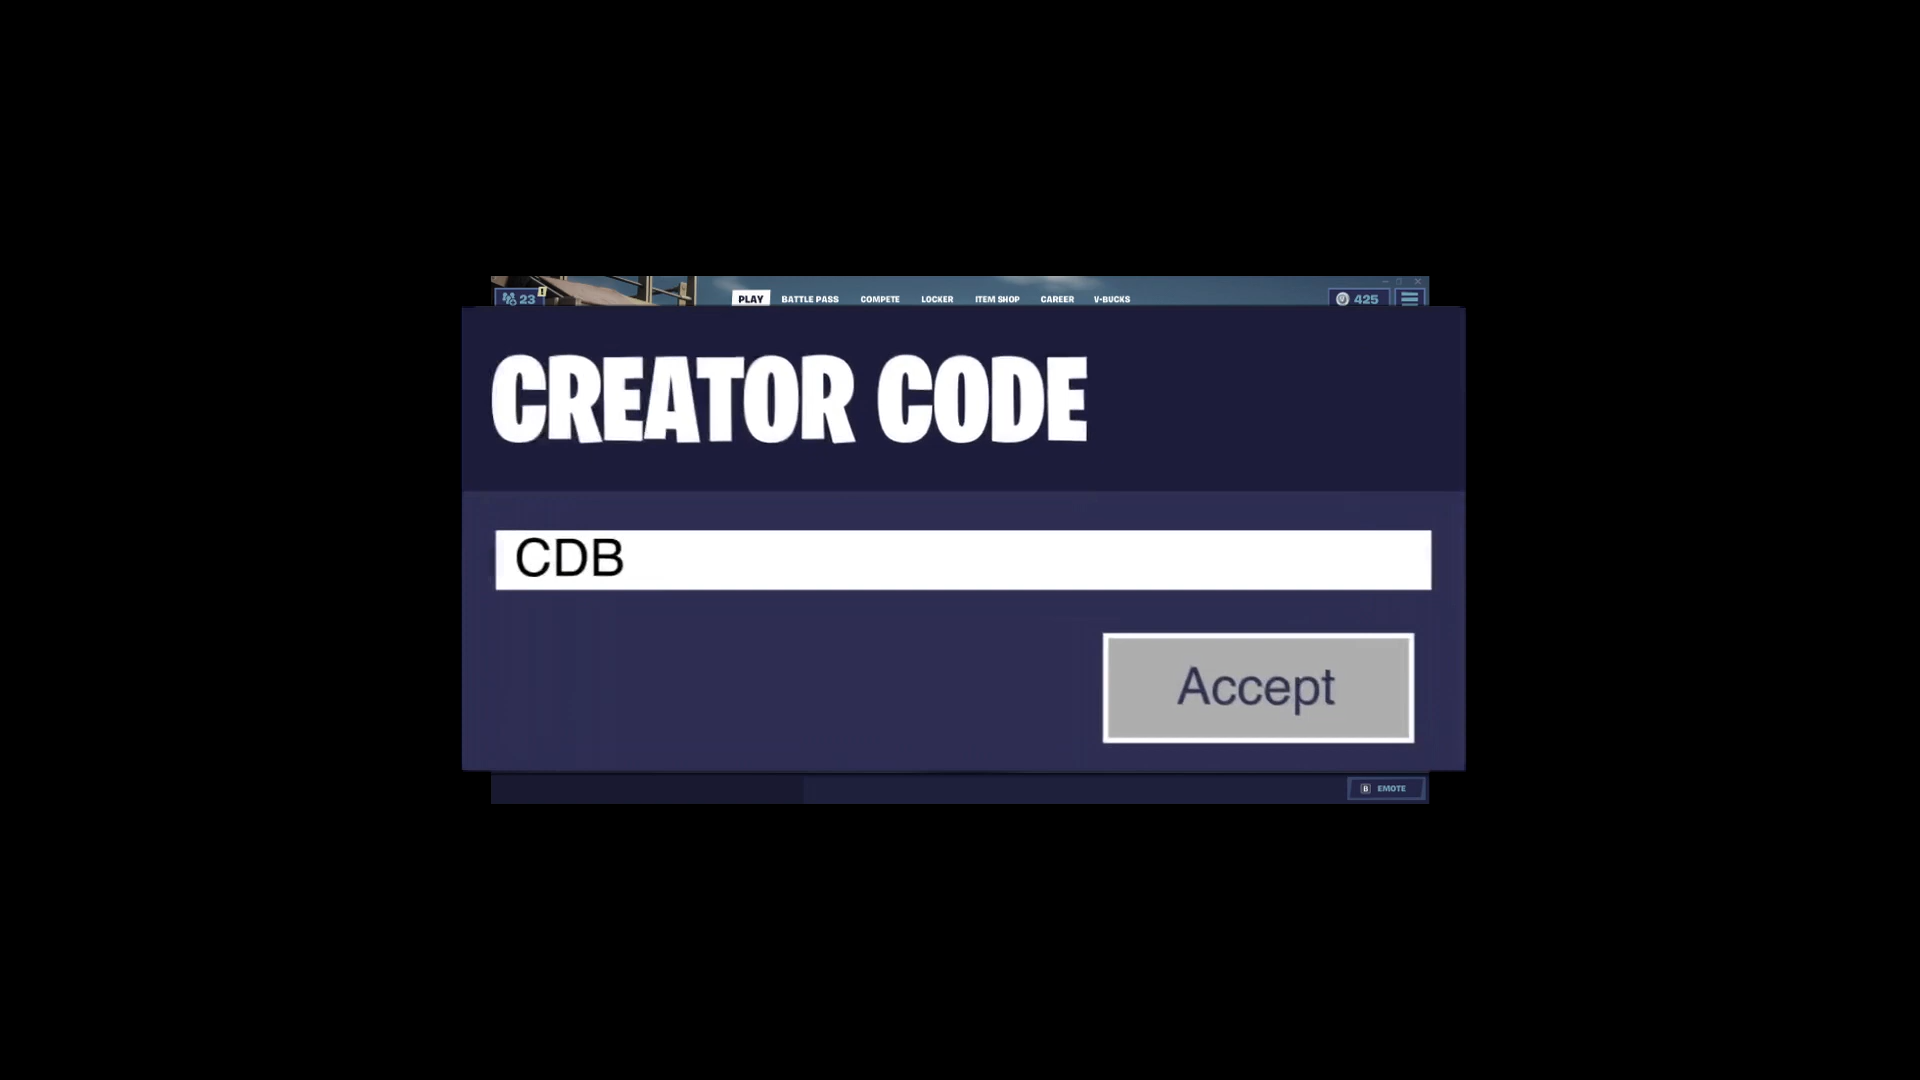 23 !
PLAY BATTLE PASS COMPETE LOCKER ITEM SHOP CAREER V-BUCKS
425
CREATOR CODE
CDB
Accept
B EMOTE